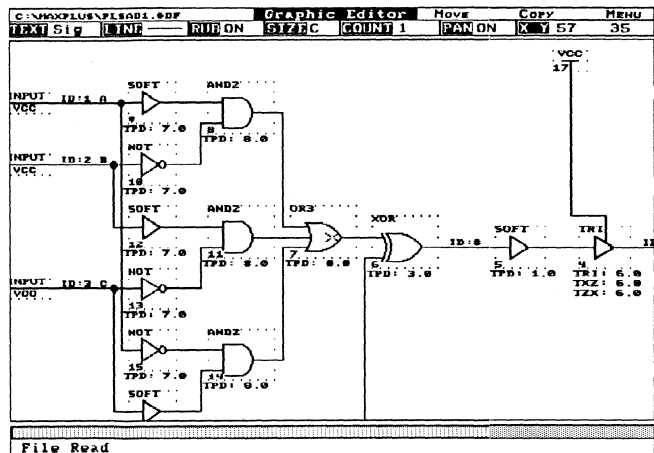 C:\MAXPLUS\PLSAD1.GDF Graphic Editor Move Copy Menu
TEXT Sig LINE RUB ON SIZE C COUNT 1 PAN ON X Y 57 35
VCC
17
SOFT AND2
INPUT ID:1 A
VCC
9 8
TPD: 7.0 TPD: 8.0
NOT
INPUT ID:2 B
VCC
10
TPD: 7.0
SOFT AND2 OR3 XOR SOFT TRI
ID:8
12 11 7 6 5 4
TPD: 7.0 TPD: 8.0 TPD: 0.0 TPD: 3.0 TPD: 1.0 TRI: 6.0
TXZ: 6.0
TZX: 6.0
NOT
INPUT ID:3 C
VCC
13
TPD: 7.0
NOT AND2
15 14
TPD: 7.0 TPD: 8.0
SOFT
File Read